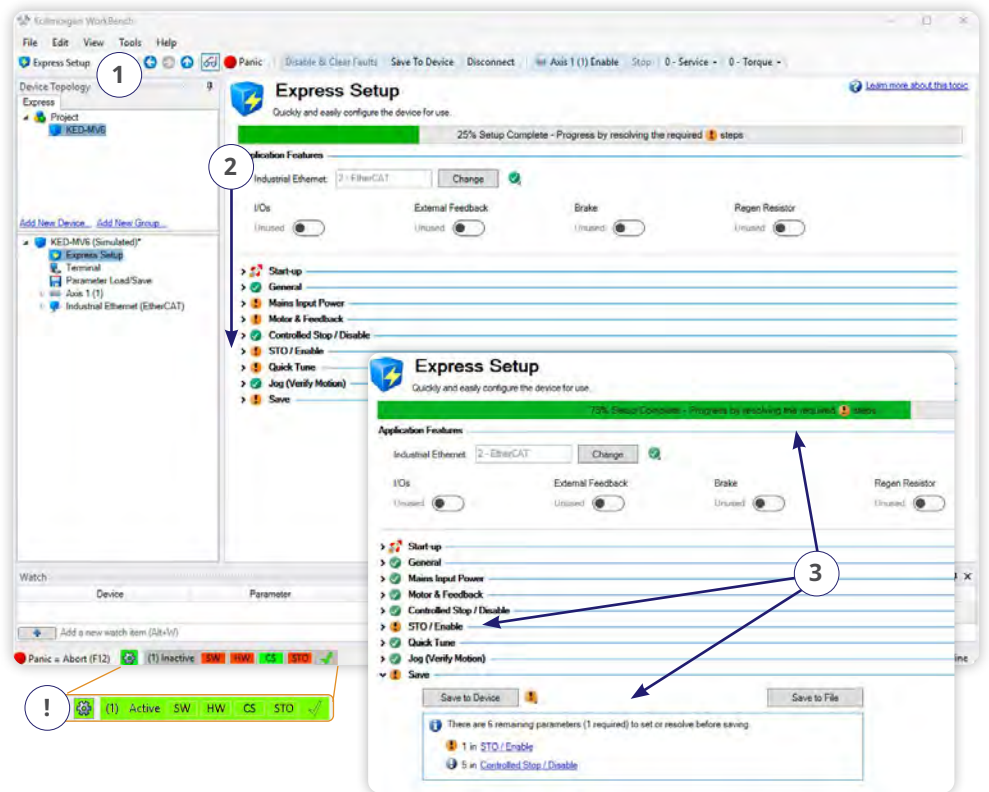 Kollmorgen WorkBench
File Edit View Tools Help
Express Setup Panic Disable & Clear Faults Save To Device Disconnect Axis 1 (1) Enable Stop 0 - Service 0 - Torque
1
Device Topology
Express
Project
KED-MV6
Add New Device... Add New Group...
KED-MV6 (Simulated)*
Express Setup
Terminal
Parameter Load/Save
Axis 1 (1)
Industrial Ethernet (EtherCAT)
Express Setup
Learn more about this topic
Quickly and easily configure the device for use.
25% Setup Complete - Progress by resolving the required steps
2
Application Features
Industrial Ethernet: 2 - EtherCAT Change
I/Os External Feedback Brake Regen Resistor
Unused Unused Unused Unused
Start-up
General
Mains Input Power
Motor & Feedback
Controlled Stop / Disable
STO / Enable
Quick Tune
Jog (Verify Motion)
Save
Express Setup
Quickly and easily configure the device for use.
75% Setup Complete - Progress by resolving the required steps
Application Features
Industrial Ethernet 2 - EtherCAT Change
I/Os External Feedback Brake Regen Resistor
Unused Unused Unused Unused
Start-up
General
Mains Input Power
Motor & Feedback
Controlled Stop / Disable
STO / Enable
Quick Tune
Jog (Verify Motion)
Save
3
Save to Device Save to File
There are 6 remaining parameters (1 required) to set or resolve before saving.
1 in STO / Enable
5 in Controlled Stop / Disable
Watch
Device Parameter
Add a new watch item (Alt+W)
Panic = Abort (F12) (1) Inactive SW HW CS STO
! (1) Active SW HW CS STO